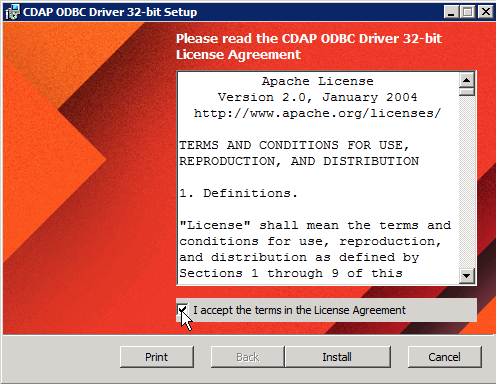 CDAP ODBC Driver 32-bit Setup
Please read the CDAP ODBC Driver 32-bit
License Agreement
Apache License
Version 2.0, January 2004
http://www.apache.org/licenses/
TERMS AND CONDITIONS FOR USE,
REPRODUCTION, AND DISTRIBUTION
1. Definitions.
"License" shall mean the terms and
conditions for use, reproduction,
and distribution as defined by
Sections 1 through 9 of this
I accept the terms in the License Agreement
Print
Back
Install
Cancel